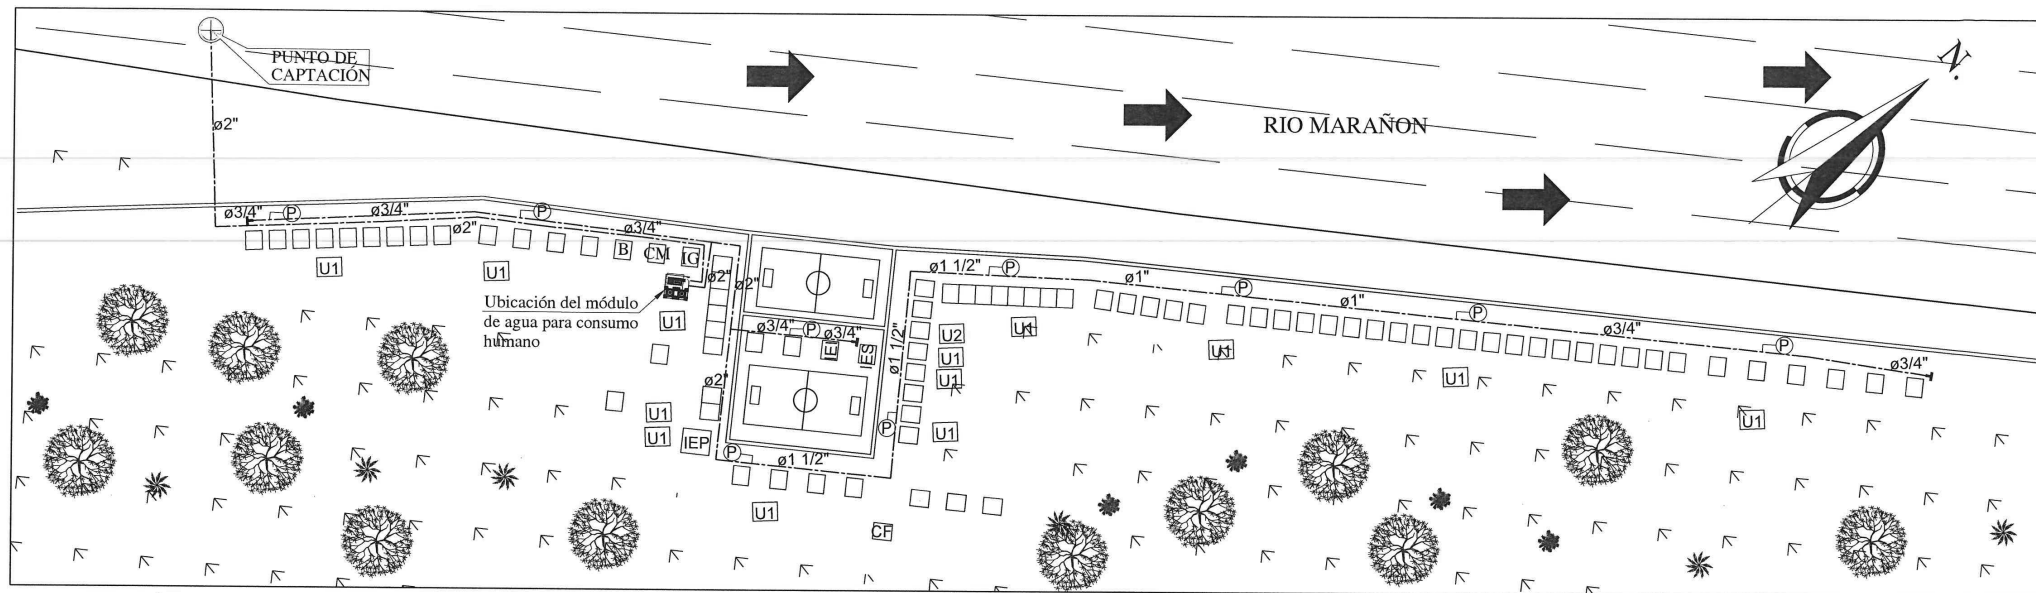 N.
PUNTO DE
CAPTACIÓN
RIO MARAÑON
ø2"
ø3/4"
P
ø3/4"
P
ø2"
ø3/4"
B
CM
IG
U1
U1
ø2"
ø2"
Ubicación del módulo
de agua para consumo
humano
U1
ø3/4"
P
ø3/4"
IEI
IES
ø1 1/2"
ø2"
U1
U1
IEP
P
ø1 1/2"
P
U1
CF
ø1 1/2"
P
ø1"
P
ø1"
P
ø3/4"
P
ø3/4"
U2
U1
U1
U1
U1
U1
U1
U1